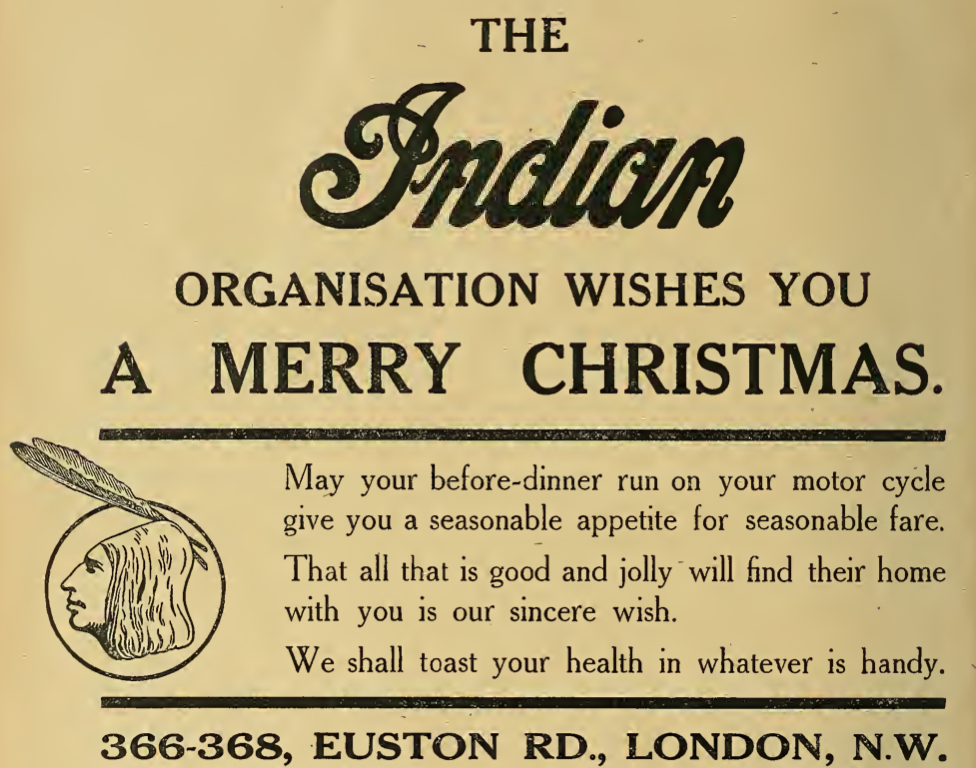 THE
Indian
ORGANISATION WISHES YOU
A MERRY CHRISTMAS.
May your before-dinner run on your motor cycle
give you a seasonable appetite for seasonable fare.
That all that is good and jolly will find their home
with you is our sincere wish.
We shall toast your health in whatever is handy.
366-368, EUSTON RD., LONDON, N.W.